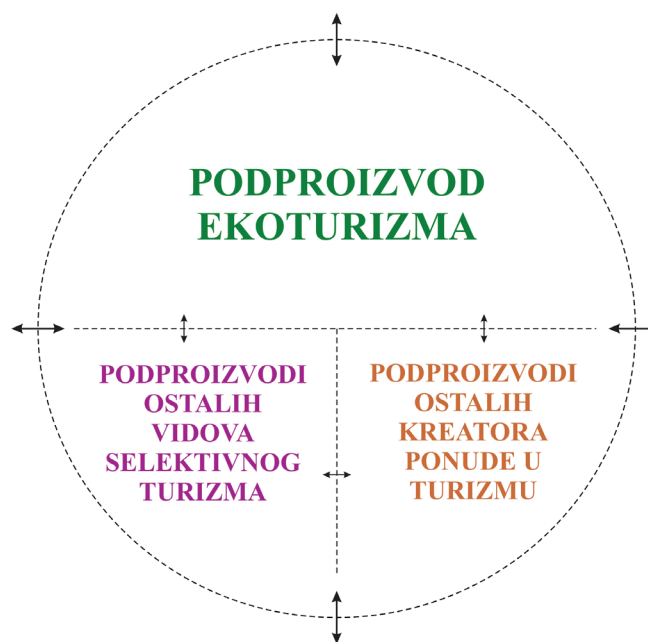 PODPROIZVOD
EKOTURIZMA
PODPROIZVODI
OSTALIH
VIDOVA
SELEKTIVNOG
TURIZMA
PODPROIZVODI
OSTALIH
KREATORA
PONUDE U
TURIZMU